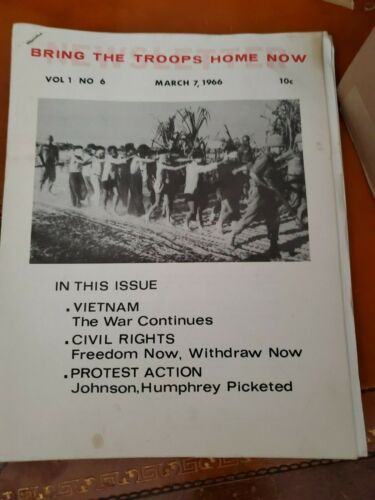 NEWSLETTER
BRING THE TROOPS HOME NOW
VOL 1 NO 6 MARCH 7, 1966 10¢
IN THIS ISSUE
. VIETNAM
The War Continues
. CIVIL RIGHTS
Freedom Now, Withdraw Now
. PROTEST ACTION
Johnson, Humphrey Picketed